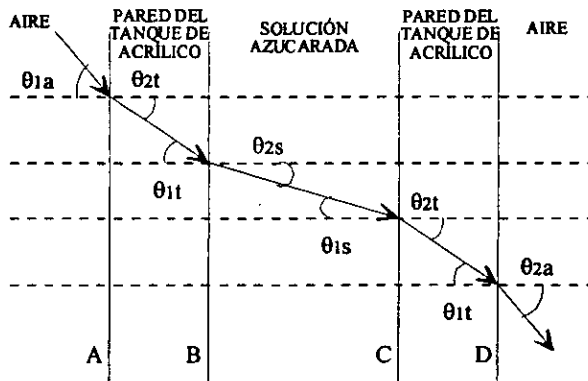 AIRE
PARED DEL
TANQUE DE
ACRÍLICO
SOLUCIÓN
AZUCARADA
PARED DEL
TANQUE DE
ACRÍLICO
AIRE
θ1a
θ2t
θ1t
θ2s
θ1s
θ2t
θ1t
θ2a
A
B
C
D